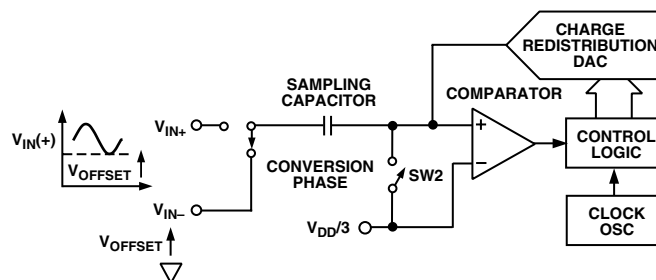 CHARGE
REDISTRIBUTION
DAC
SAMPLING
CAPACITOR
COMPARATOR
VIN(+)
VIN+
+
−
CONTROL
LOGIC
CONVERSION
PHASE
SW2
VOFFSET
VIN–
VDD/3
CLOCK
OSC
VOFFSET